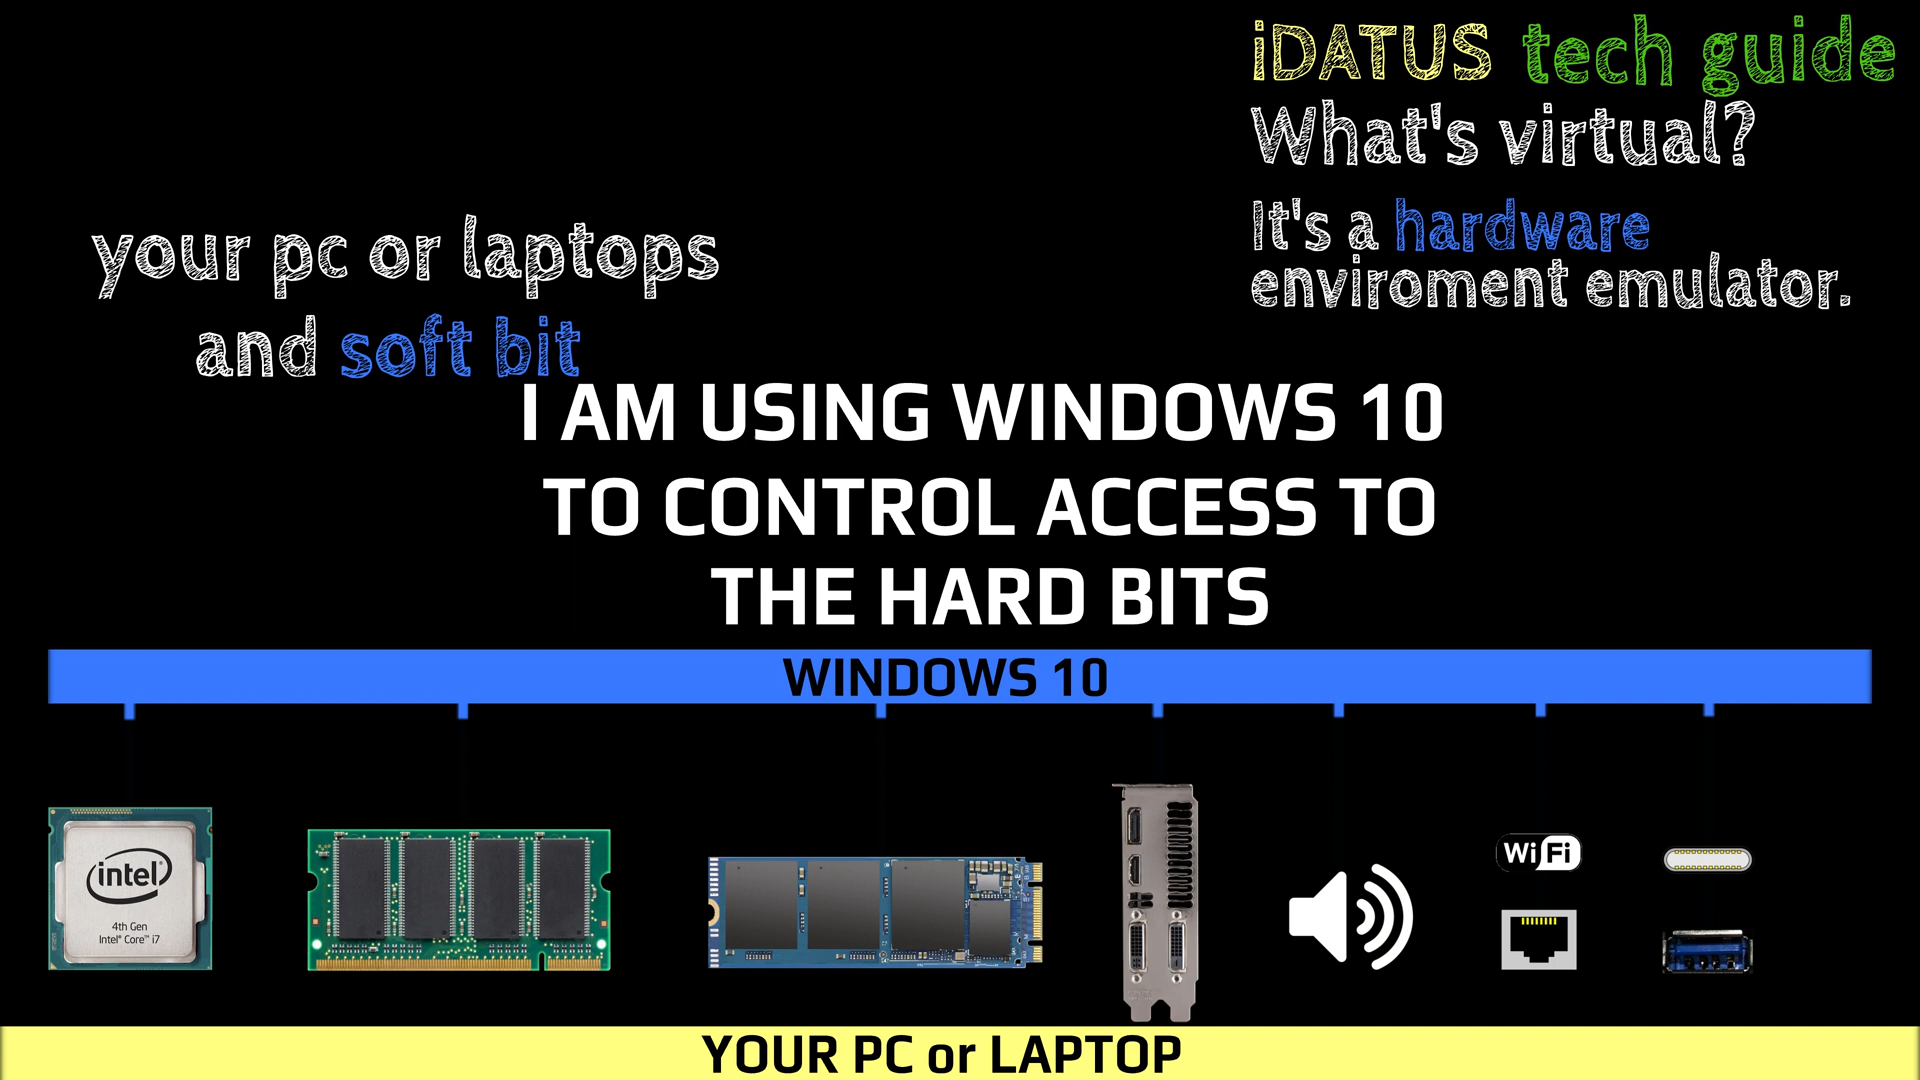 iDATUS tech guide
What's virtual?
It's a hardware
enviroment emulator.
your pc or laptops
and soft bit
I AM USING WINDOWS 10
TO CONTROL ACCESS TO
THE HARD BITS
WINDOWS 10
intel
4th Gen
Intel® Core™ i7
Wi Fi
YOUR PC or LAPTOP